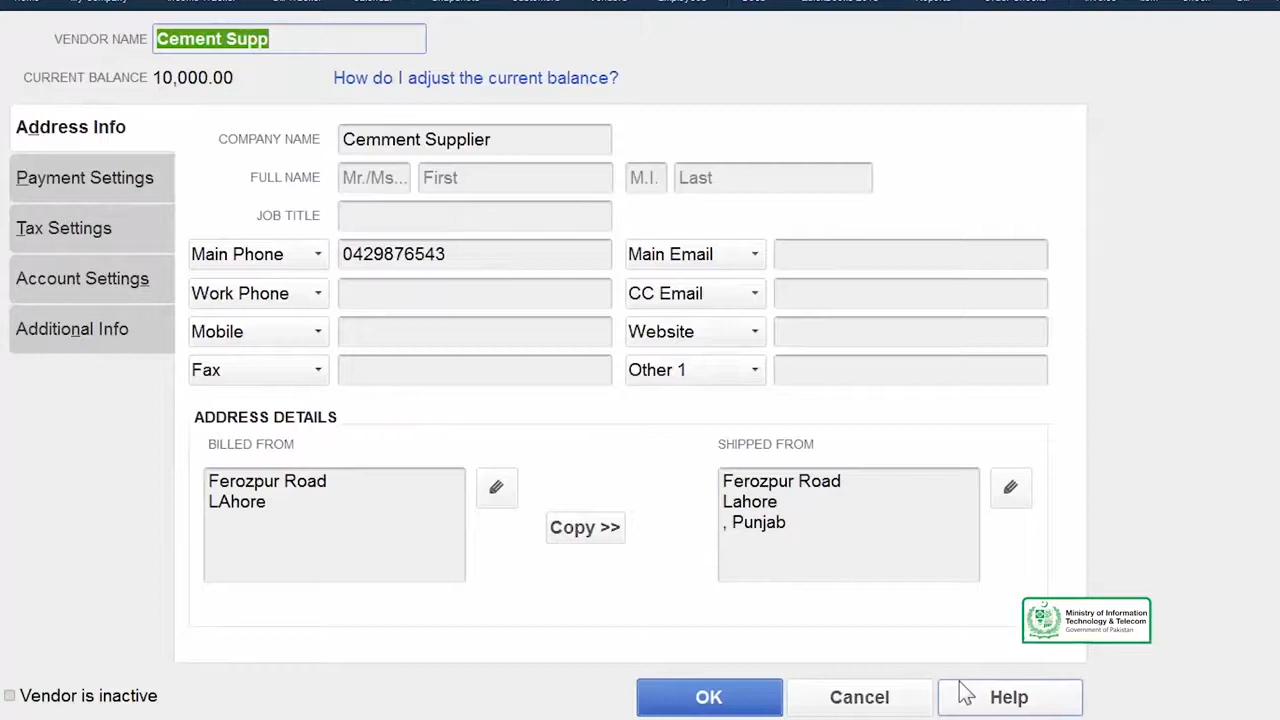 VENDOR NAME Cement Supp
CURRENT BALANCE 10,000.00 How do I adjust the current balance?
Address Info
Payment Settings
Tax Settings
Account Settings
Additional Info
COMPANY NAME Cemment Supplier
FULL NAME Mr./Ms... First M.I. Last
JOB TITLE
Main Phone 0429876543 Main Email
Work Phone CC Email
Mobile Website
Fax Other 1
ADDRESS DETAILS
BILLED FROM
Ferozpur Road
LAhore
Copy >>
SHIPPED FROM
Ferozpur Road
Lahore
, Punjab
Ministry of Information
Technology & Telecom
Government of Pakistan
Vendor is inactive
OK Cancel Help